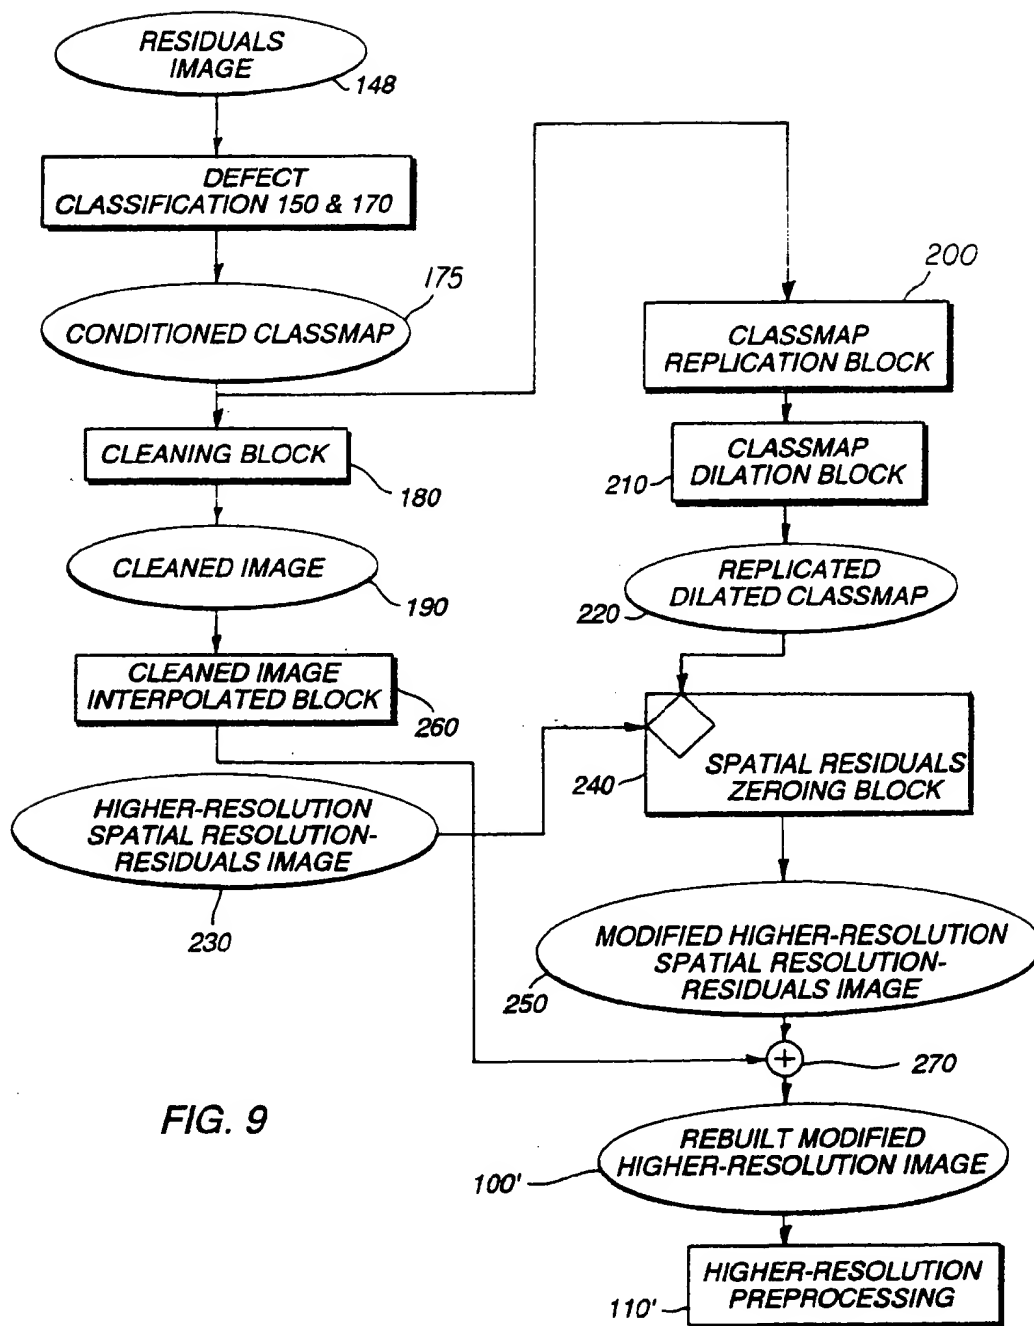 RESIDUALS
IMAGE
148
DEFECT
CLASSIFICATION 150 & 170
175
CONDITIONED CLASSMAP
CLEANING BLOCK
180
CLEANED IMAGE
190
CLEANED IMAGE
INTERPOLATED BLOCK
260
HIGHER-RESOLUTION
SPATIAL RESOLUTION-
RESIDUALS IMAGE
230
200
CLASSMAP
REPLICATION BLOCK
CLASSMAP
DILATION BLOCK
210
REPLICATED
DILATED CLASSMAP
220
SPATIAL RESIDUALS
ZEROING BLOCK
240
MODIFIED HIGHER-RESOLUTION
SPATIAL RESOLUTION-
RESIDUALS IMAGE
250
+
270
REBUILT MODIFIED
HIGHER-RESOLUTION IMAGE
100'
HIGHER-RESOLUTION
PREPROCESSING
110'
FIG. 9